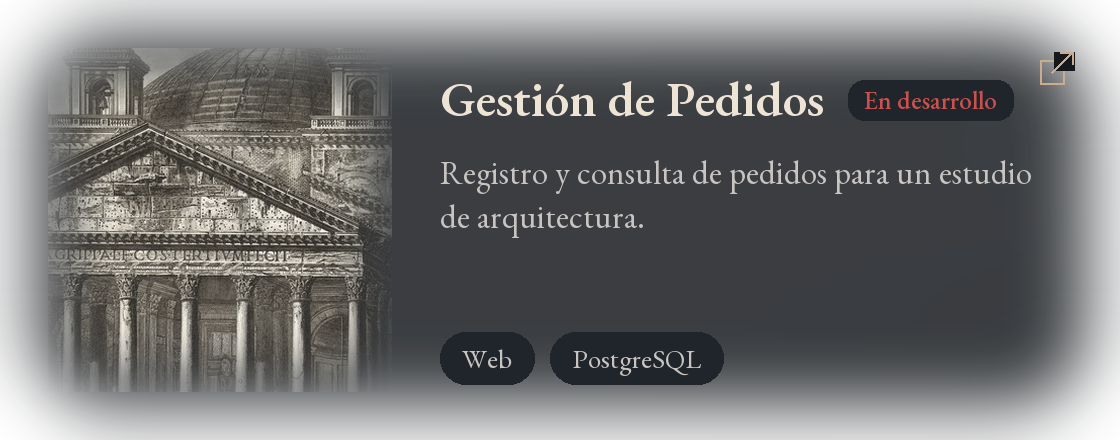 Gestión de Pedidos
En desarrollo
Registro y consulta de pedidos para un estudio
de arquitectura.
Web
PostgreSQL